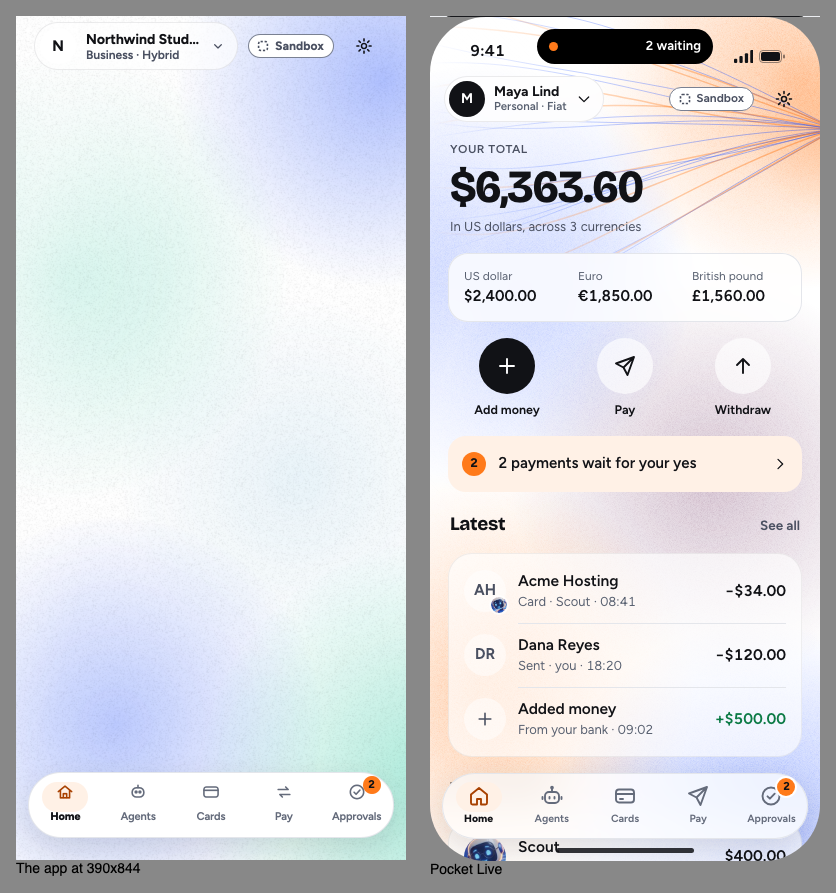 N
Northwind Stud...
Business · Hybrid
Sandbox
Home
Agents
Cards
Pay
2
Approvals
The app at 390x844
9:41
2 waiting
M
Maya Lind
Personal · Fiat
Sandbox
YOUR TOTAL
$6,363.60
In US dollars, across 3 currencies
US dollar
$2,400.00
Euro
€1,850.00
British pound
£1,560.00
Add money
Pay
Withdraw
2
2 payments wait for your yes
Latest
See all
AH
Acme Hosting
Card · Scout · 08:41
−$34.00
DR
Dana Reyes
Sent · you · 18:20
−$120.00
Added money
From your bank · 09:02
+$500.00
Home
Agents
Cards
Pay
2
Approvals
Scout
$400.00
Pocket Live